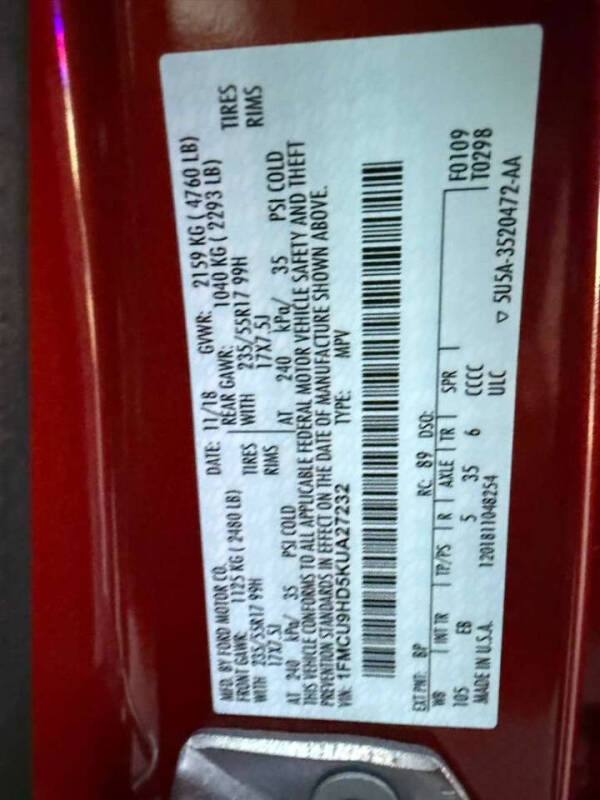 MFD. BY FORD MOTOR CO. DATE: 11/18 GVWR: 2159 KG ( 4760 LB)
FRONT GAWR: 1125 KG ( 2480 LB) REAR GAWR: 1040 KG ( 2293 LB)
WITH 235/55R17 99H TIRES WITH 235/55R17 99H TIRES
17X7.5J RIMS 17X7.5J RIMS
AT 240 kPa/ 35 PSI COLD AT 240 kPa/ 35 PSI COLD
THIS VEHICLE CONFORMS TO ALL APPLICABLE FEDERAL MOTOR VEHICLE SAFETY AND THEFT
PREVENTION STANDARDS IN EFFECT ON THE DATE OF MANUFACTURE SHOWN ABOVE.
VIN: 1FMCU9HD5KUA27232 TYPE: MPV
EXT PNT: BP RC: 89 DSO: F0109
WB INT TR TP/PS R AXLE TR SPR T0298
105 EB 5 35 6 CCCC
MADE IN U.S.A. 1201811048254 ULC ▽ 5U5A-3520472-AA